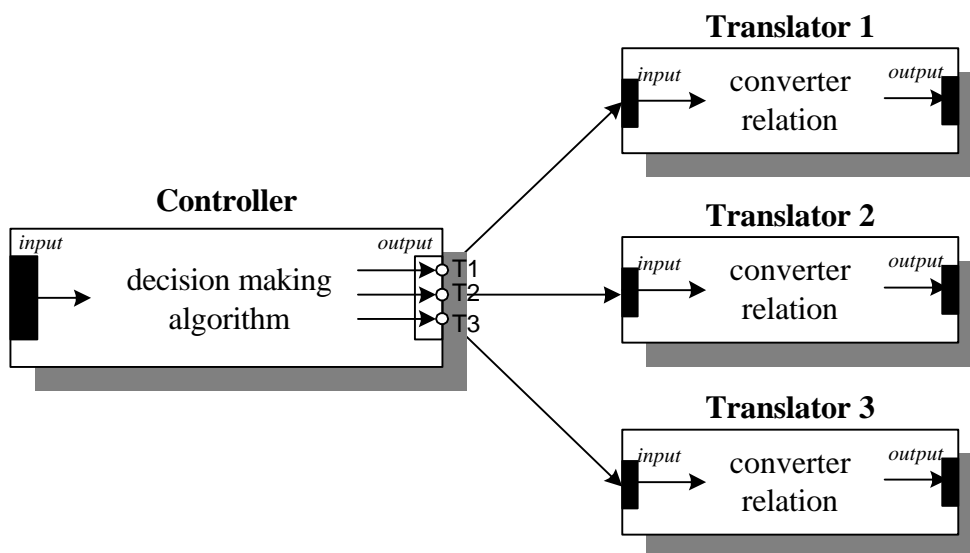 Translator 1
input
output
converter
relation
Controller
input
output
decision making
algorithm
T1
T2
T3
Translator 2
input
output
converter
relation
Translator 3
input
output
converter
relation